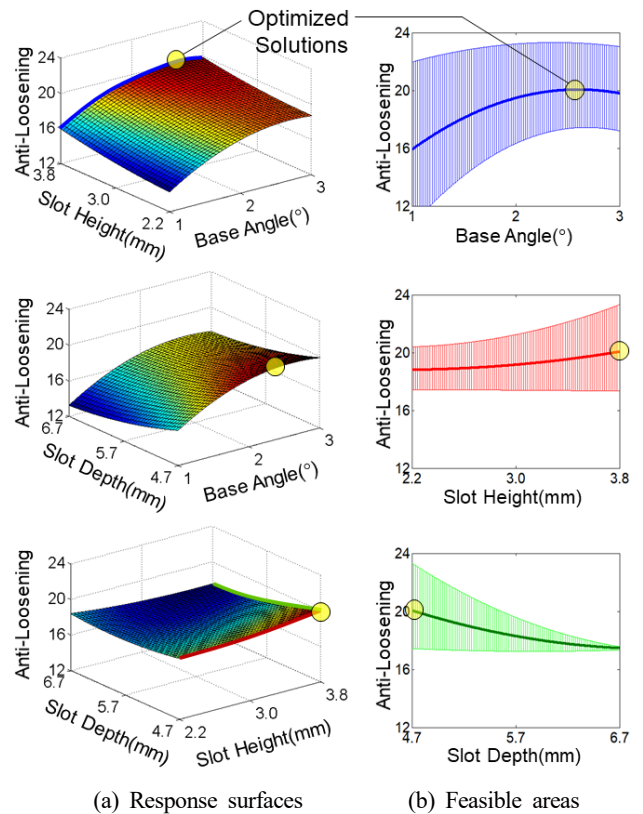 Optimized
Solutions
24
20
16
12
Anti-Loosening
3.8
3.0
2.2
Slot Height(mm)
1
2
3
Base Angle(°)
24
20
16
12
Anti-Loosening
1
2
3
Base Angle(°)
24
20
16
12
Anti-Loosening
6.7
5.7
4.7
Slot Depth(mm)
1
2
3
Base Angle(°)
24
20
16
12
Anti-Loosening
2.2
3.0
3.8
Slot Height(mm)
24
20
16
12
Anti-Loosening
6.7
5.7
4.7
Slot Depth(mm)
2.2
3.0
3.8
Slot Height(mm)
24
20
16
12
Anti-Loosening
4.7
5.7
6.7
Slot Depth(mm)
(a) Response surfaces
(b) Feasible areas